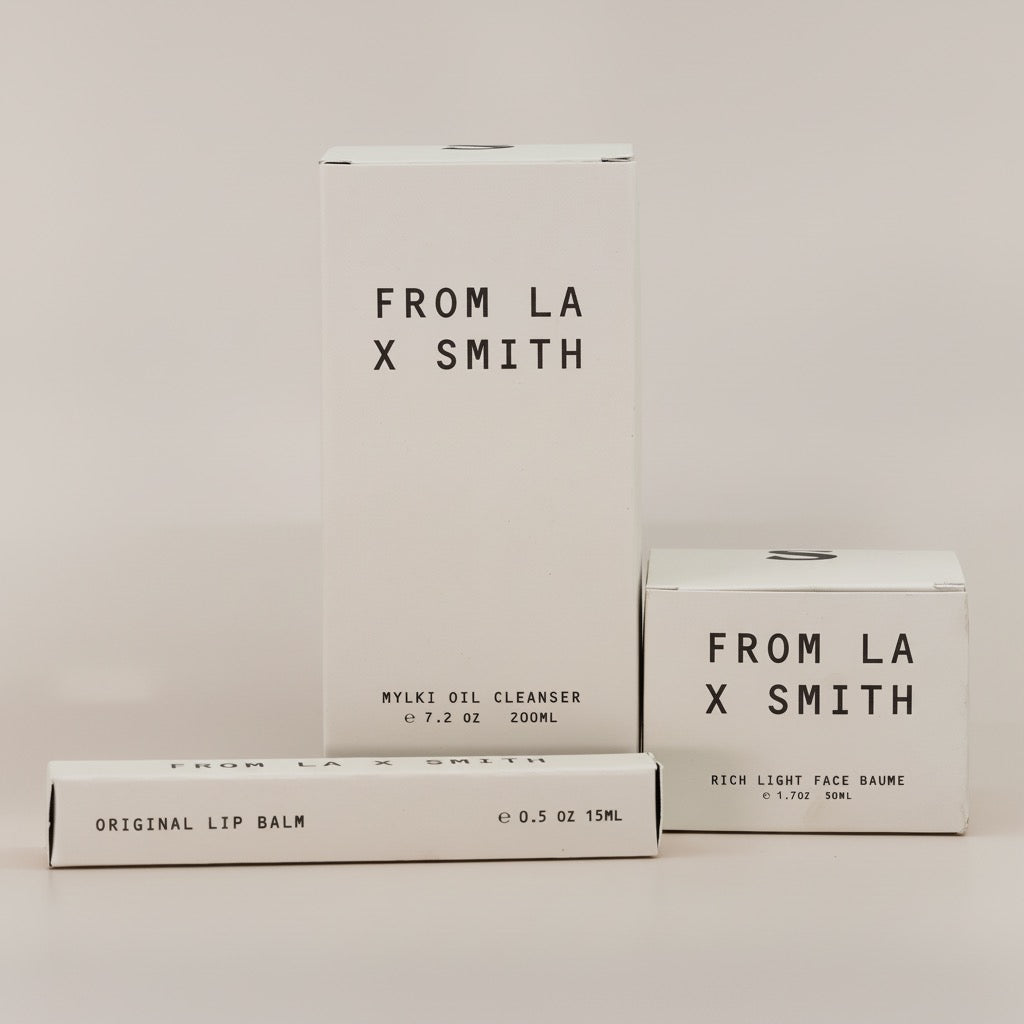 FROM LA
X SMITH
MYLKI OIL CLEANSER
℮ 7.2 OZ 200ML
FROM LA
X SMITH
RICH LIGHT FACE BAUME
℮ 1.7OZ 50ML
FROM LA X SMITH
ORIGINAL LIP BALM
℮ 0.5 OZ 15ML